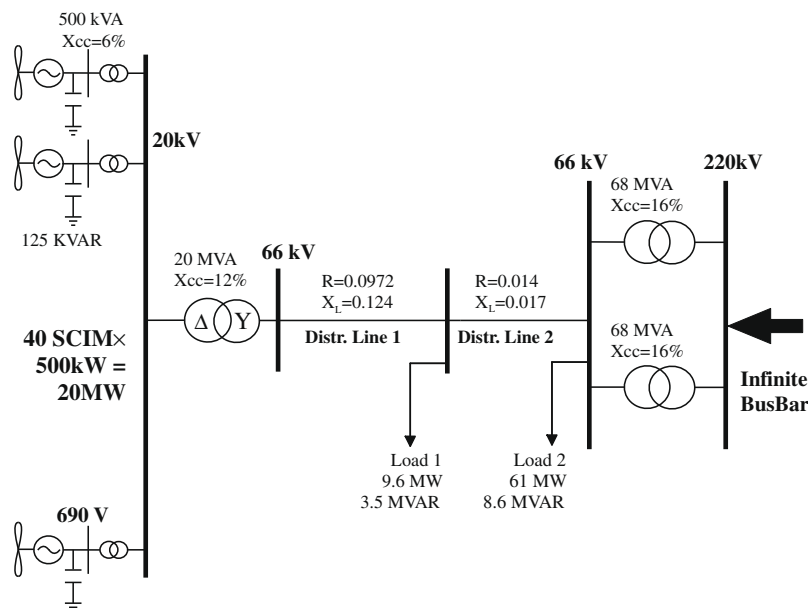 500 kVA
Xcc=6%
20kV
125 KVAR
40 SCIM×
500kW =
20MW
690 V
20 MVA
Xcc=12%
Δ
Y
66 kV
R=0.0972
X_L=0.124
Distr. Line 1
R=0.014
X_L=0.017
Distr. Line 2
Load 1
9.6 MW
3.5 MVAR
Load 2
61 MW
8.6 MVAR
66 kV
68 MVA
Xcc=16%
68 MVA
Xcc=16%
220kV
Infinite
BusBar